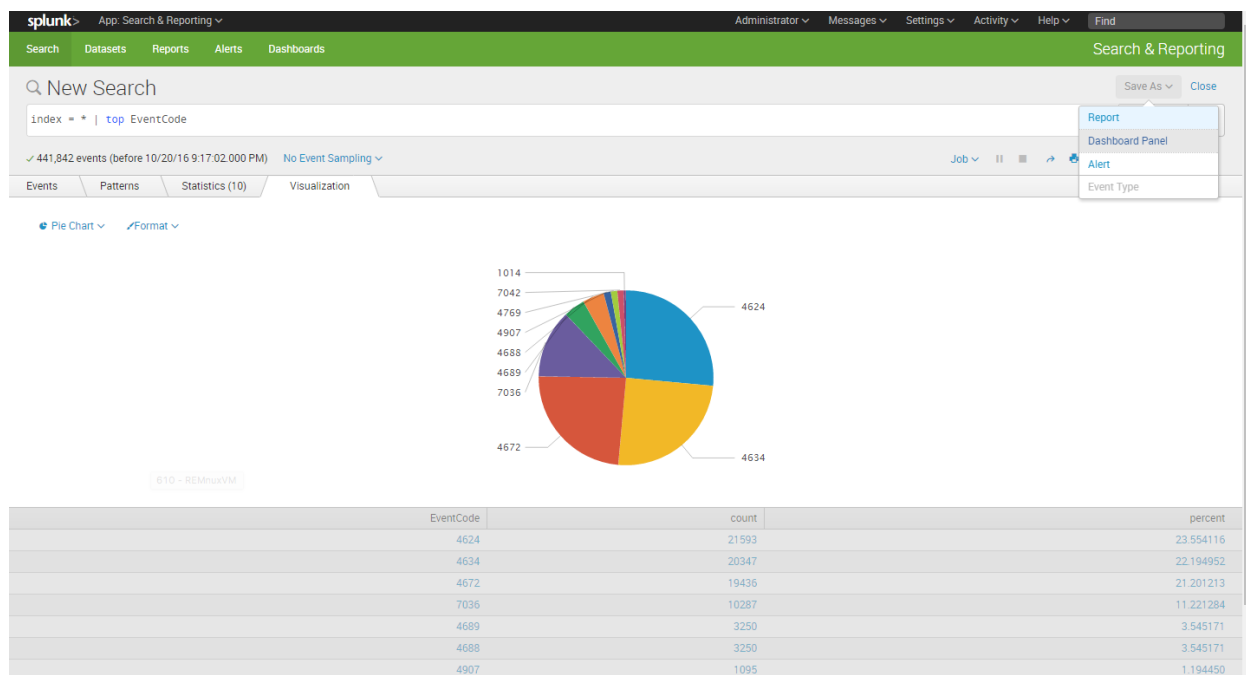 splunk> App: Search & Reporting Administrator Messages Settings Activity Help Find
Search Datasets Reports Alerts Dashboards Search & Reporting
New Search Save As Close
index = * | top EventCode
Report
Dashboard Panel
Alert
Event Type
441,842 events (before 10/20/16 9:17:02.000 PM) No Event Sampling Job
Events Patterns Statistics (10) Visualization
Pie Chart Format
1014
7042
4769
4907
4688
4689
7036
4672
4624
4634
610 - REMnuxVM
EventCode count percent
4624 21593 23.554116
4634 20347 22.194952
4672 19436 21.201213
7036 10287 11.221284
4689 3250 3.545171
4688 3250 3.545171
4907 1095 1.194450